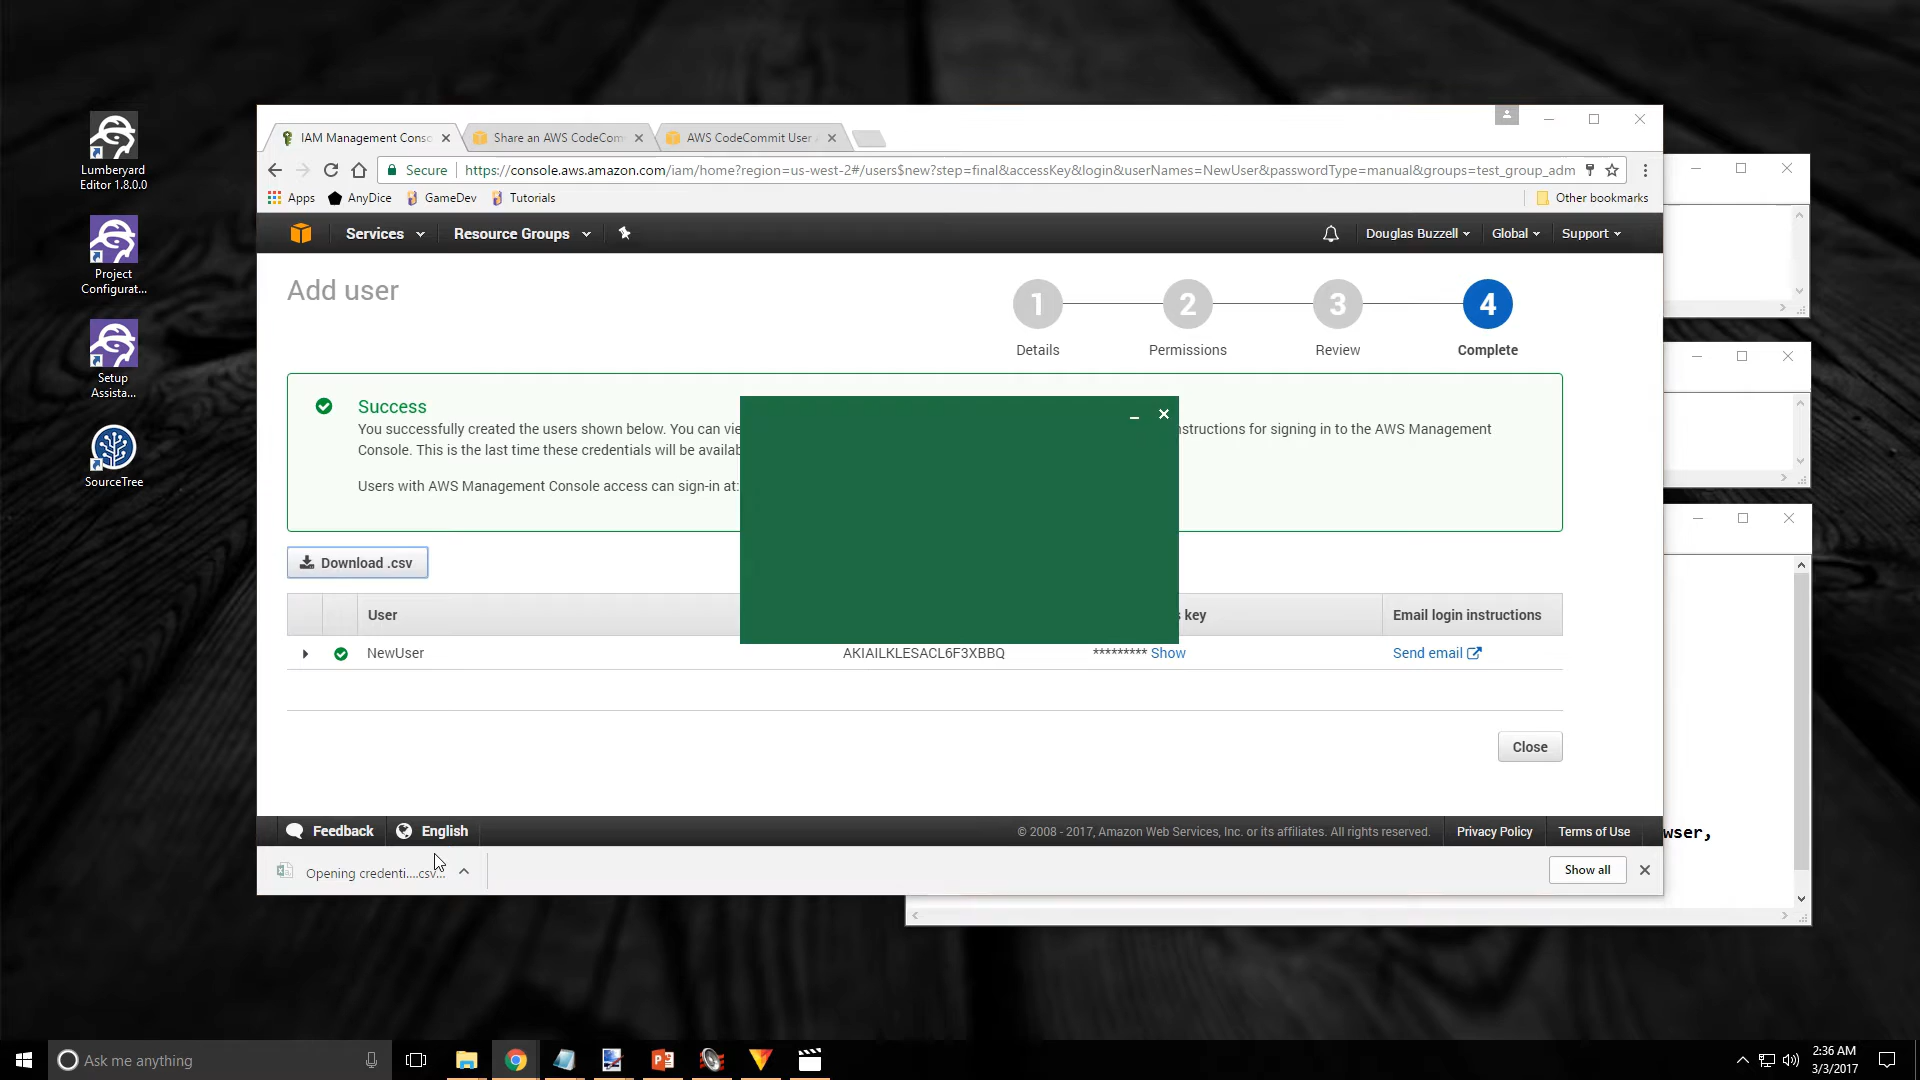 Lumberyard
Editor 1.8.0.0
Project
Configurat...
Setup
Assista...
SourceTree
IAM Management Conso
Share an AWS CodeCom
AWS CodeCommit User
Secure
https://console.aws.amazon.com/iam/home?region=us-west-2#/users$new?step=final&accessKey&login&userNames=NewUser&passwordType=manual&groups=test_group_adm
Apps
AnyDice
GameDev
Tutorials
Other bookmarks
Services
Resource Groups
Douglas Buzzell
Global
Support
Add user
1
2
3
4
Details
Permissions
Review
Complete
Success
You successfully created the users shown below. You can vie
nstructions for signing in to the AWS Management
Console. This is the last time these credentials will be availab
Users with AWS Management Console access can sign-in at:
Download .csv
User
key
Email login instructions
NewUser
AKIAILKLESACL6F3XBBQ
********* Show
Send email
Close
Feedback
English
© 2008 - 2017, Amazon Web Services, Inc. or its affiliates. All rights reserved.
Privacy Policy
Terms of Use
wser,
Opening credenti....csv...
Show all
Ask me anything
2:36 AM
3/3/2017